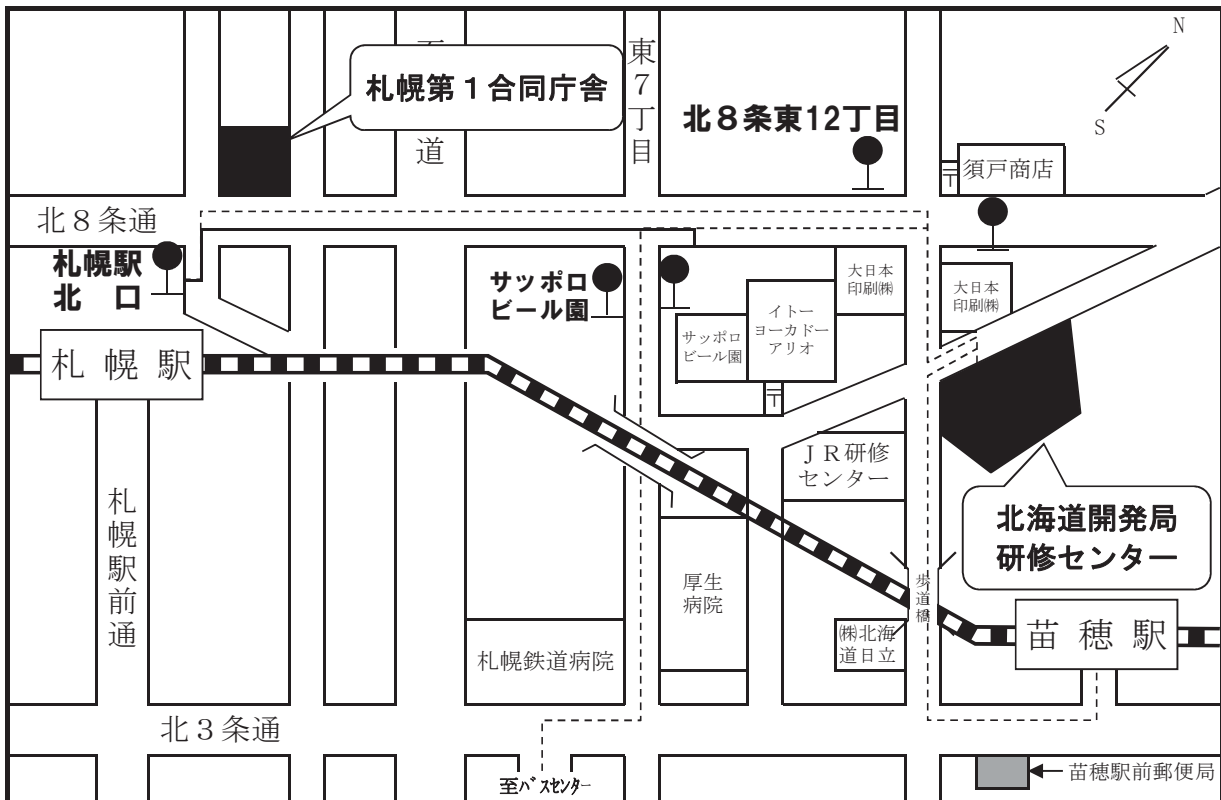 N
S
札幌第１合同庁舎
道
東７丁目
北８条東12丁目
〒
須戸商店
北８条通
札幌駅
北　口
サッポロ
ビール園
大日本
印刷㈱
大日本
印刷㈱
イトー
ヨーカドー
アリオ
サッポロ
ビール園
〒
札幌駅
ＪＲ研修
センター
札幌駅前通
北海道開発局
研修センター
厚生
病院
歩道橋
苗穂駅
㈱北海
道日立
札幌鉄道病院
北３条通
至バスセンター
苗穂駅前郵便局